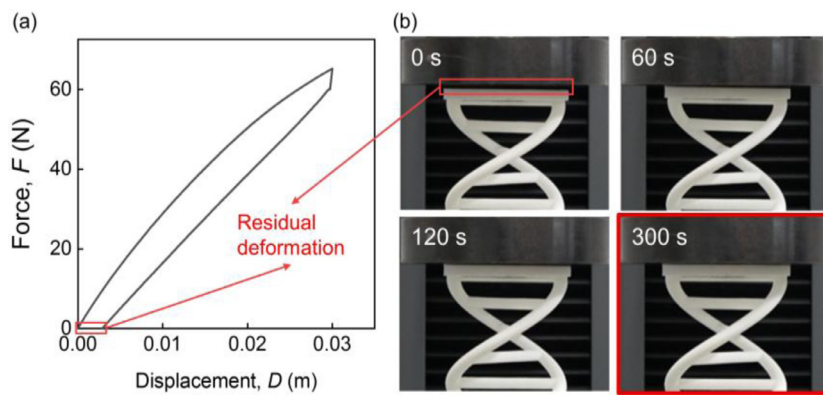 (a)
60
40
20
0
0.00 0.01 0.02 0.03
Force, F (N)
Displacement, D (m)
Residual
deformation
(b)
0 s
60 s
120 s
300 s